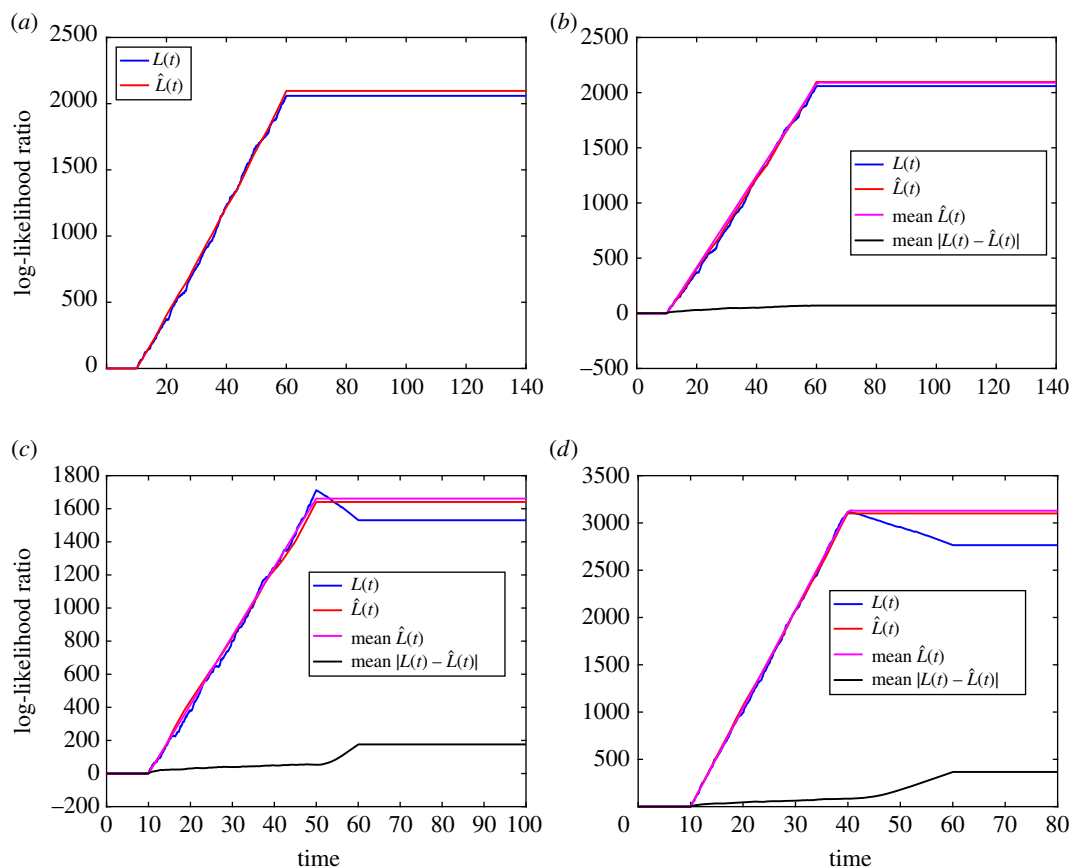 (a)
2500
2000
1500
1000
500
0
20 40 60 80 100 120 140
log-likelihood ratio
L(t)
L̂(t)
(b)
2500
2000
1500
1000
500
0
–500
0 20 40 60 80 100 120 140
L(t)
L̂(t)
mean L̂(t)
mean |L(t) – L̂(t)|
(c)
1800
1600
1400
1200
1000
800
600
400
200
0
–200
0 10 20 30 40 50 60 70 80 90 100
log-likelihood ratio
time
L(t)
L̂(t)
mean L̂(t)
mean |L(t) – L̂(t)|
(d)
3500
3000
2500
2000
1500
1000
500
0 10 20 30 40 50 60 70 80
time
L(t)
L̂(t)
mean L̂(t)
mean |L(t) – L̂(t)|